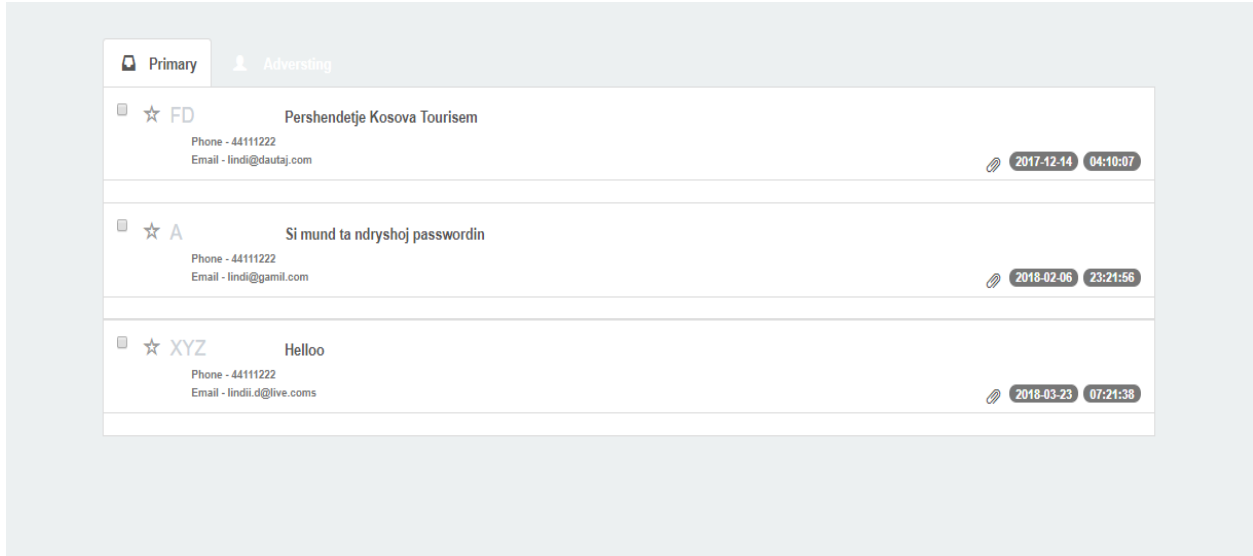 Primary Adversting
FD Pershendetje Kosova Tourisem
Phone - 44111222
Email - lindi@dautaj.com
2017-12-14 04:10:07
A Si mund ta ndryshoj passwordin
Phone - 44111222
Email - lindi@gamil.com
2018-02-06 23:21:56
XYZ Helloo
Phone - 44111222
Email - lindii.d@live.coms
2018-03-23 07:21:38